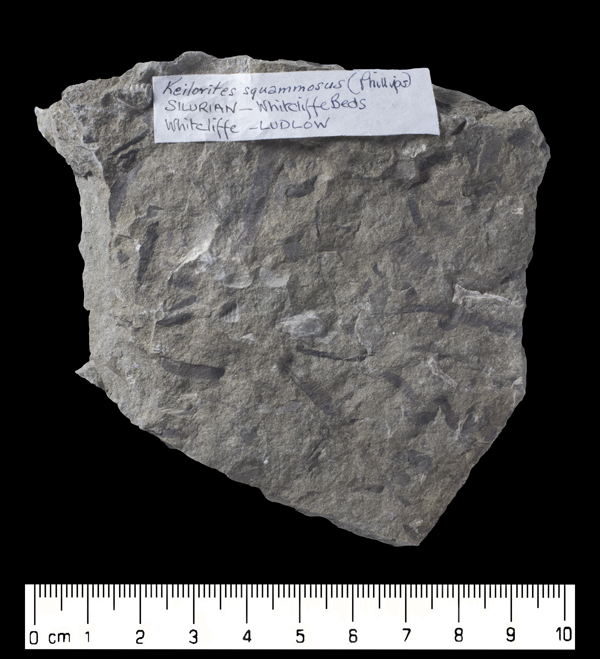 Keilorites squammosus (Phillips)
SILURIAN - Whitcliffe Beds
Whitcliffe - LUDLOW
0 cm 1 2 3 4 5 6 7 8 9 10